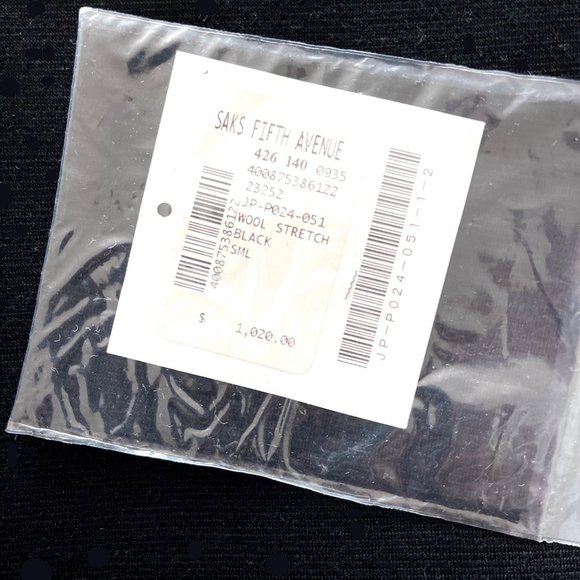 SAKS FIFTH AVENUE
426 140 0935
400875386122
23252
JP-P024-051
WOOL STRETCH
BLACK
SML
$ 1,020.00
400875386122
JP-P024-051-1-2